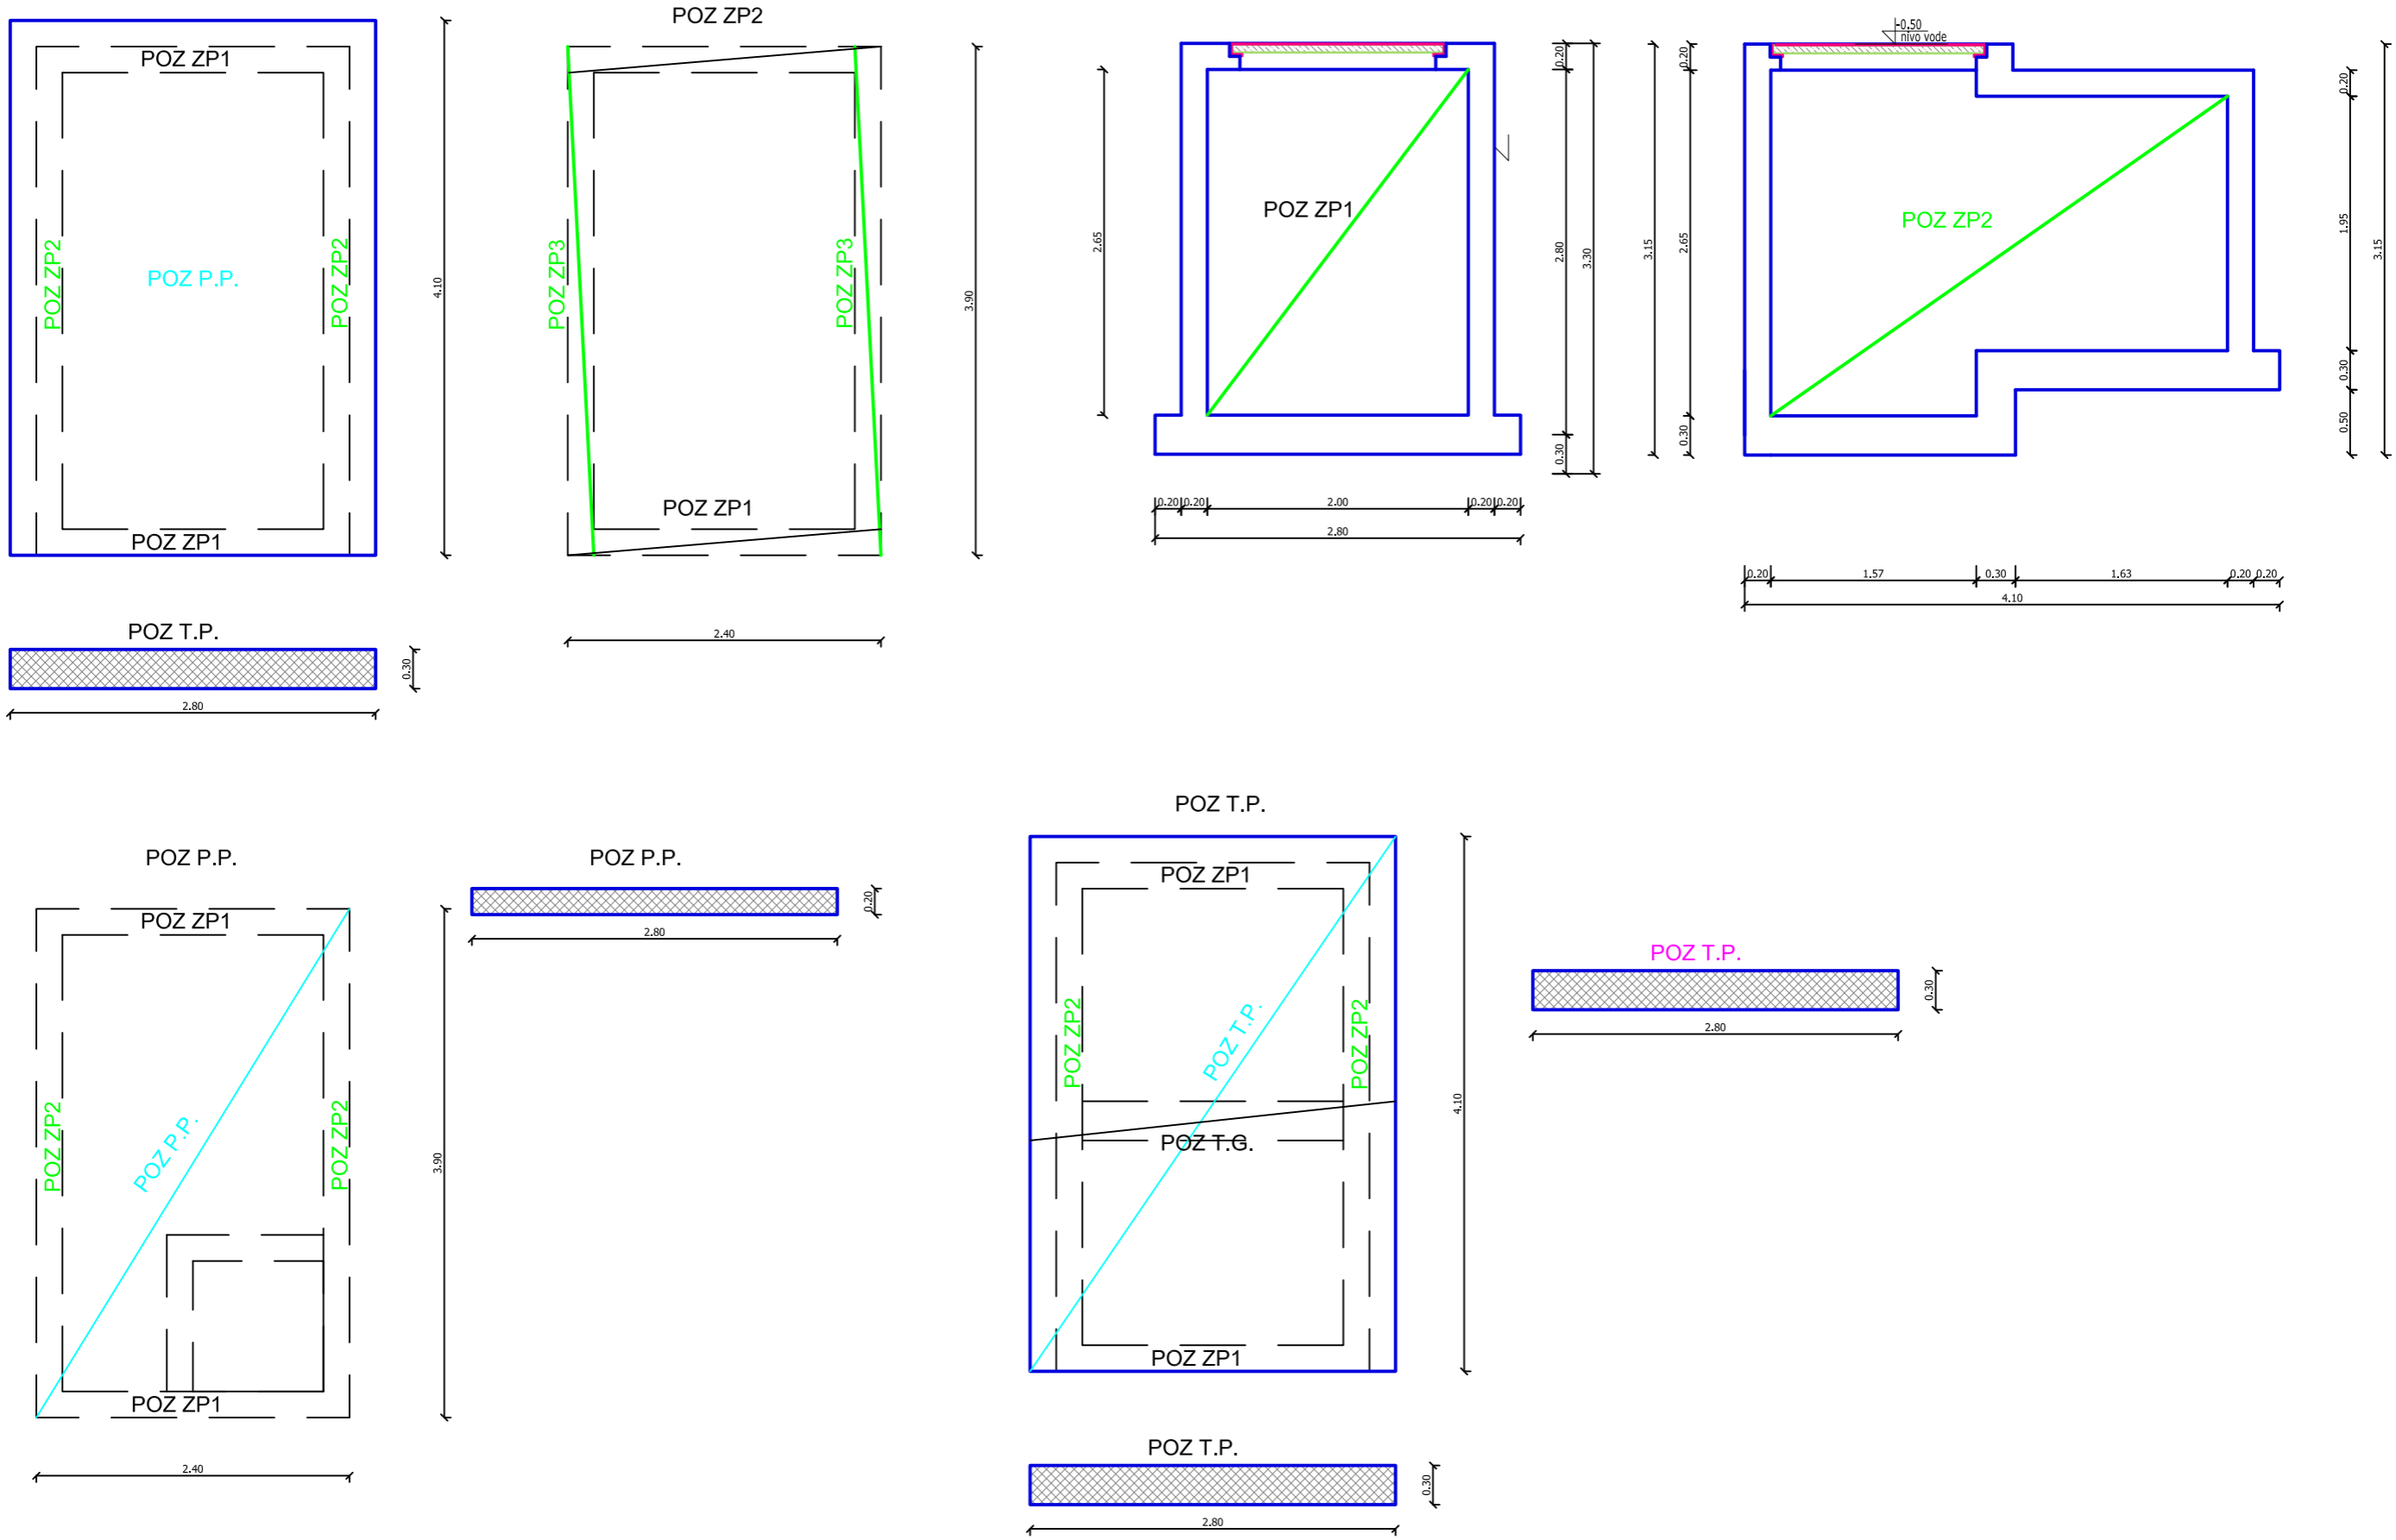 POZ ZP1
POZ ZP2
POZ P.P.
POZ ZP2
POZ ZP1
4.10
POZ T.P.
0.30
2.80
POZ ZP2
POZ ZP3
POZ ZP3
POZ ZP1
3.90
2.40
POZ ZP1
2.65
0.20
2.80
3.30
0.30
0.20
0.20
2.00
0.20
0.20
2.80
-0.50
nivo vode
POZ ZP2
3.15
0.20
2.65
0.30
0.20
1.95
0.30
0.50
3.15
0.20
1.57
0.30
1.63
0.20
0.20
4.10
POZ P.P.
POZ ZP1
POZ ZP2
POZ P.P.
POZ ZP2
POZ ZP1
3.90
2.40
POZ P.P.
0.20
2.80
POZ T.P.
POZ ZP1
POZ ZP2
POZ T.P.
POZ ZP2
POZ T.G.
POZ ZP1
4.10
POZ T.P.
0.30
2.80
POZ T.P.
0.30
2.80